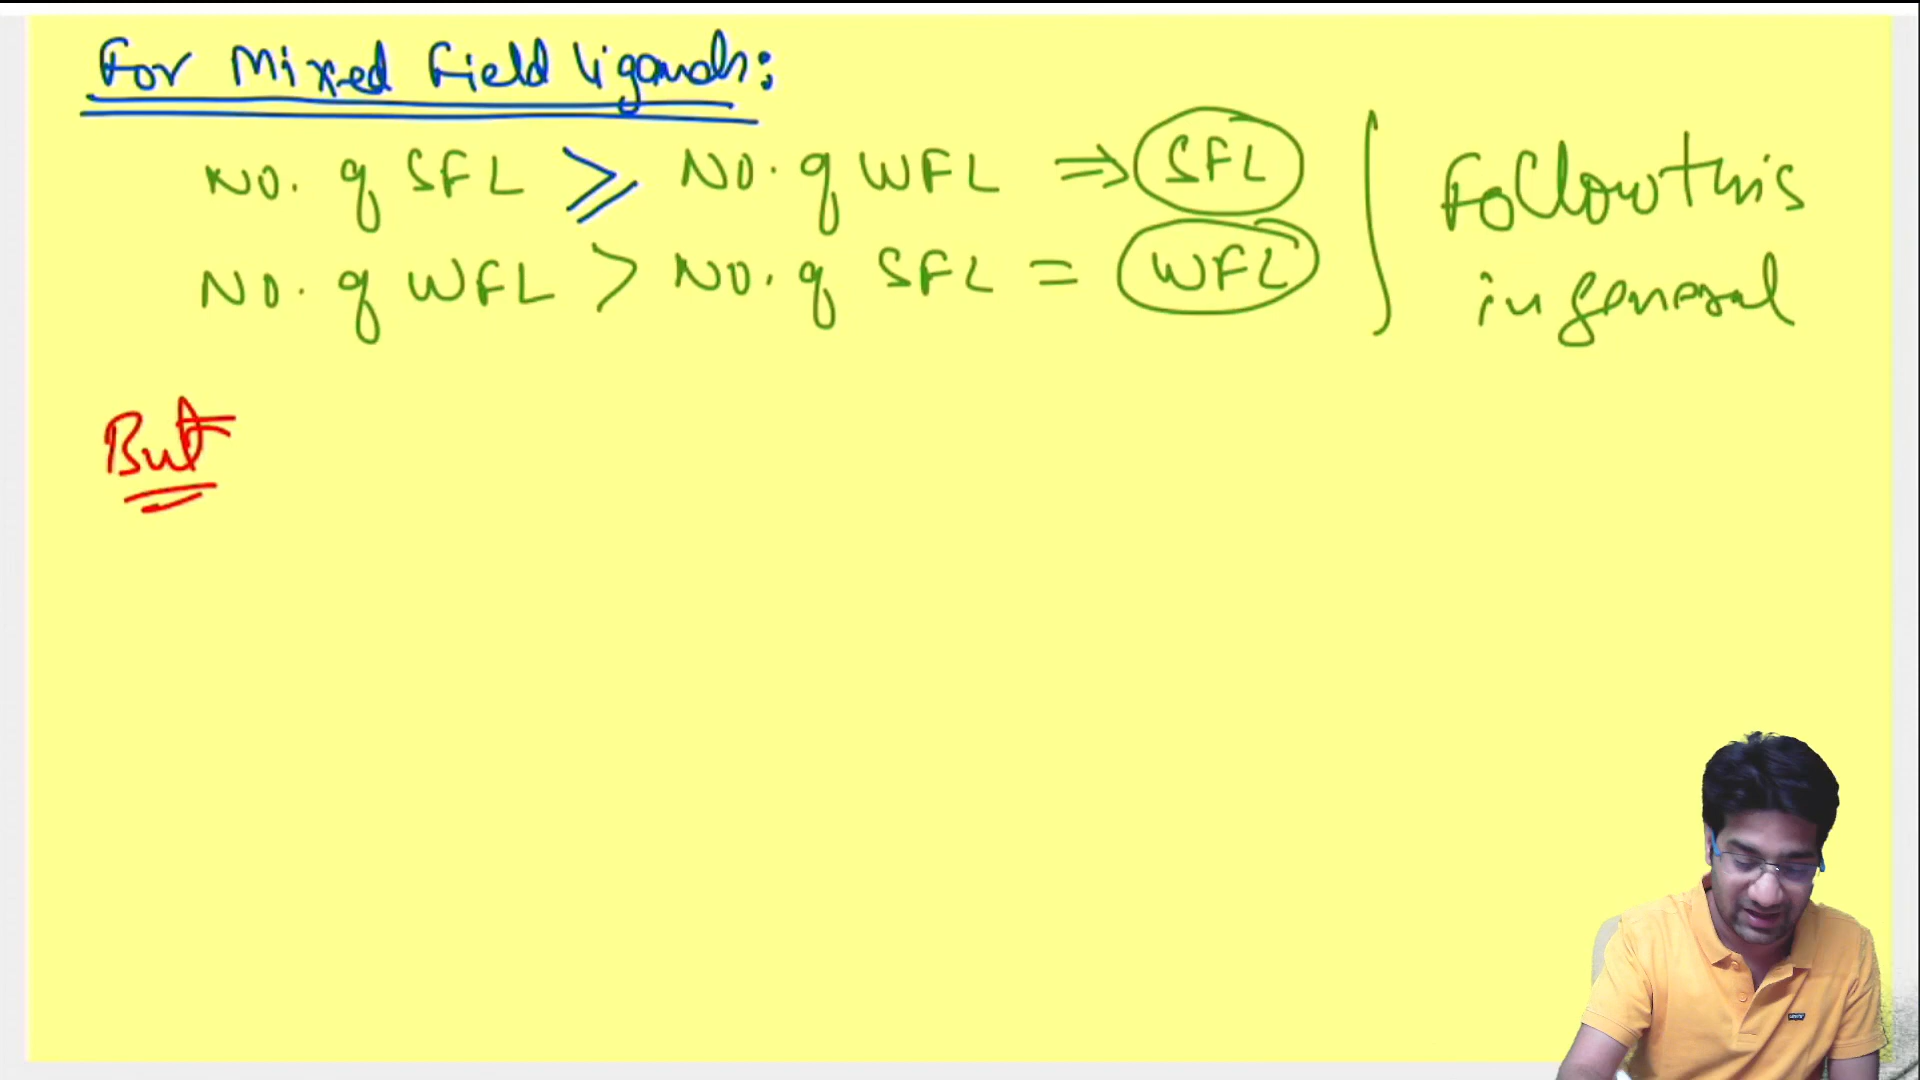 For Mixed Field ligands:
No. of SFL ⩾ No. of WFL ⇒ SFL
No. of WFL > No. of SFL = WFL
Follow this
in general
But